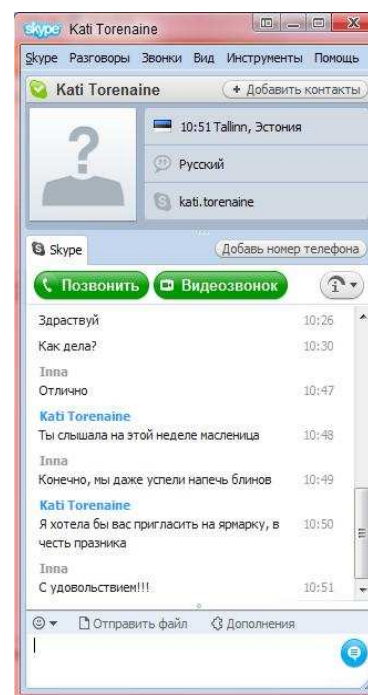 skype Kati Torenaine
Skype Разговоры Звонки Вид Инструменты Помощь
Kati Torenaine + Добавить контакты
?
10:51 Tallinn, Эстония
Русский
kati.torenaine
Skype Добавь номер телефона
Позвонить Видеозвонок
Здраствуй 10:26
Как дела? 10:30
Inna
Отлично 10:47
Kati Torenaine
Ты слышала на этой неделе масленица 10:48
Inna
Конечно, мы даже успели напечь блинов 10:49
Kati Torenaine
Я хотела бы вас пригласить на ярмарку, в 10:50
честь празника
Inna
С удовольствием!!! 10:51
Отправить файл Дополнения